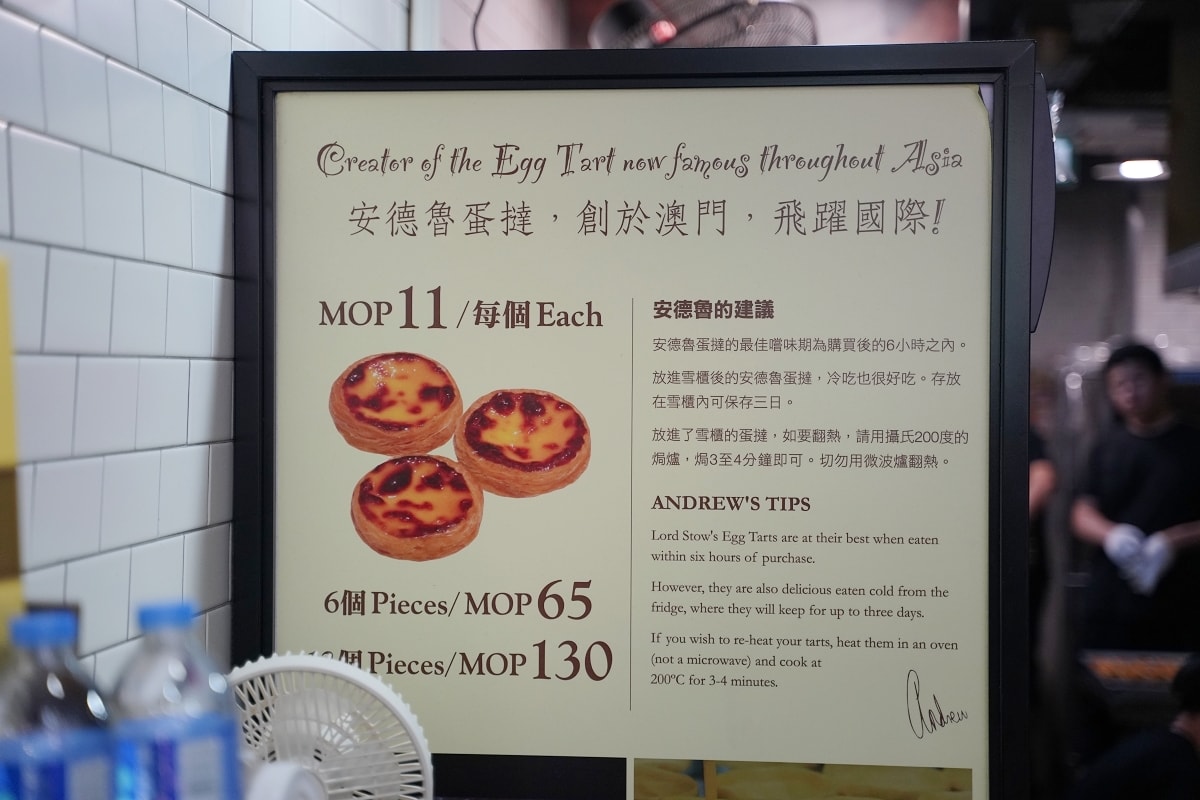 Creator of the Egg Tart now famous throughout Asia
安德魯蛋撻，創於澳門，飛躍國際!
MOP 11 /每個 Each
6個 Pieces/ MOP 65
個 Pieces/MOP 130
安德魯的建議
安德魯蛋撻的最佳嚐味期為購買後的6小時之內。
放進雪櫃後的安德魯蛋撻，冷吃也很好吃。存放
在雪櫃內可保存三日。
放進了雪櫃的蛋撻，如要翻熱，請用攝氏200度的
焗爐，焗3至4分鐘即可。切勿用微波爐翻熱。
ANDREW'S TIPS
Lord Stow's Egg Tarts are at their best when eaten
within six hours of purchase.
However, they are also delicious eaten cold from the
fridge, where they will keep for up to three days.
If you wish to re-heat your tarts, heat them in an oven
(not a microwave) and cook at
200ºC for 3-4 minutes.
Andrew